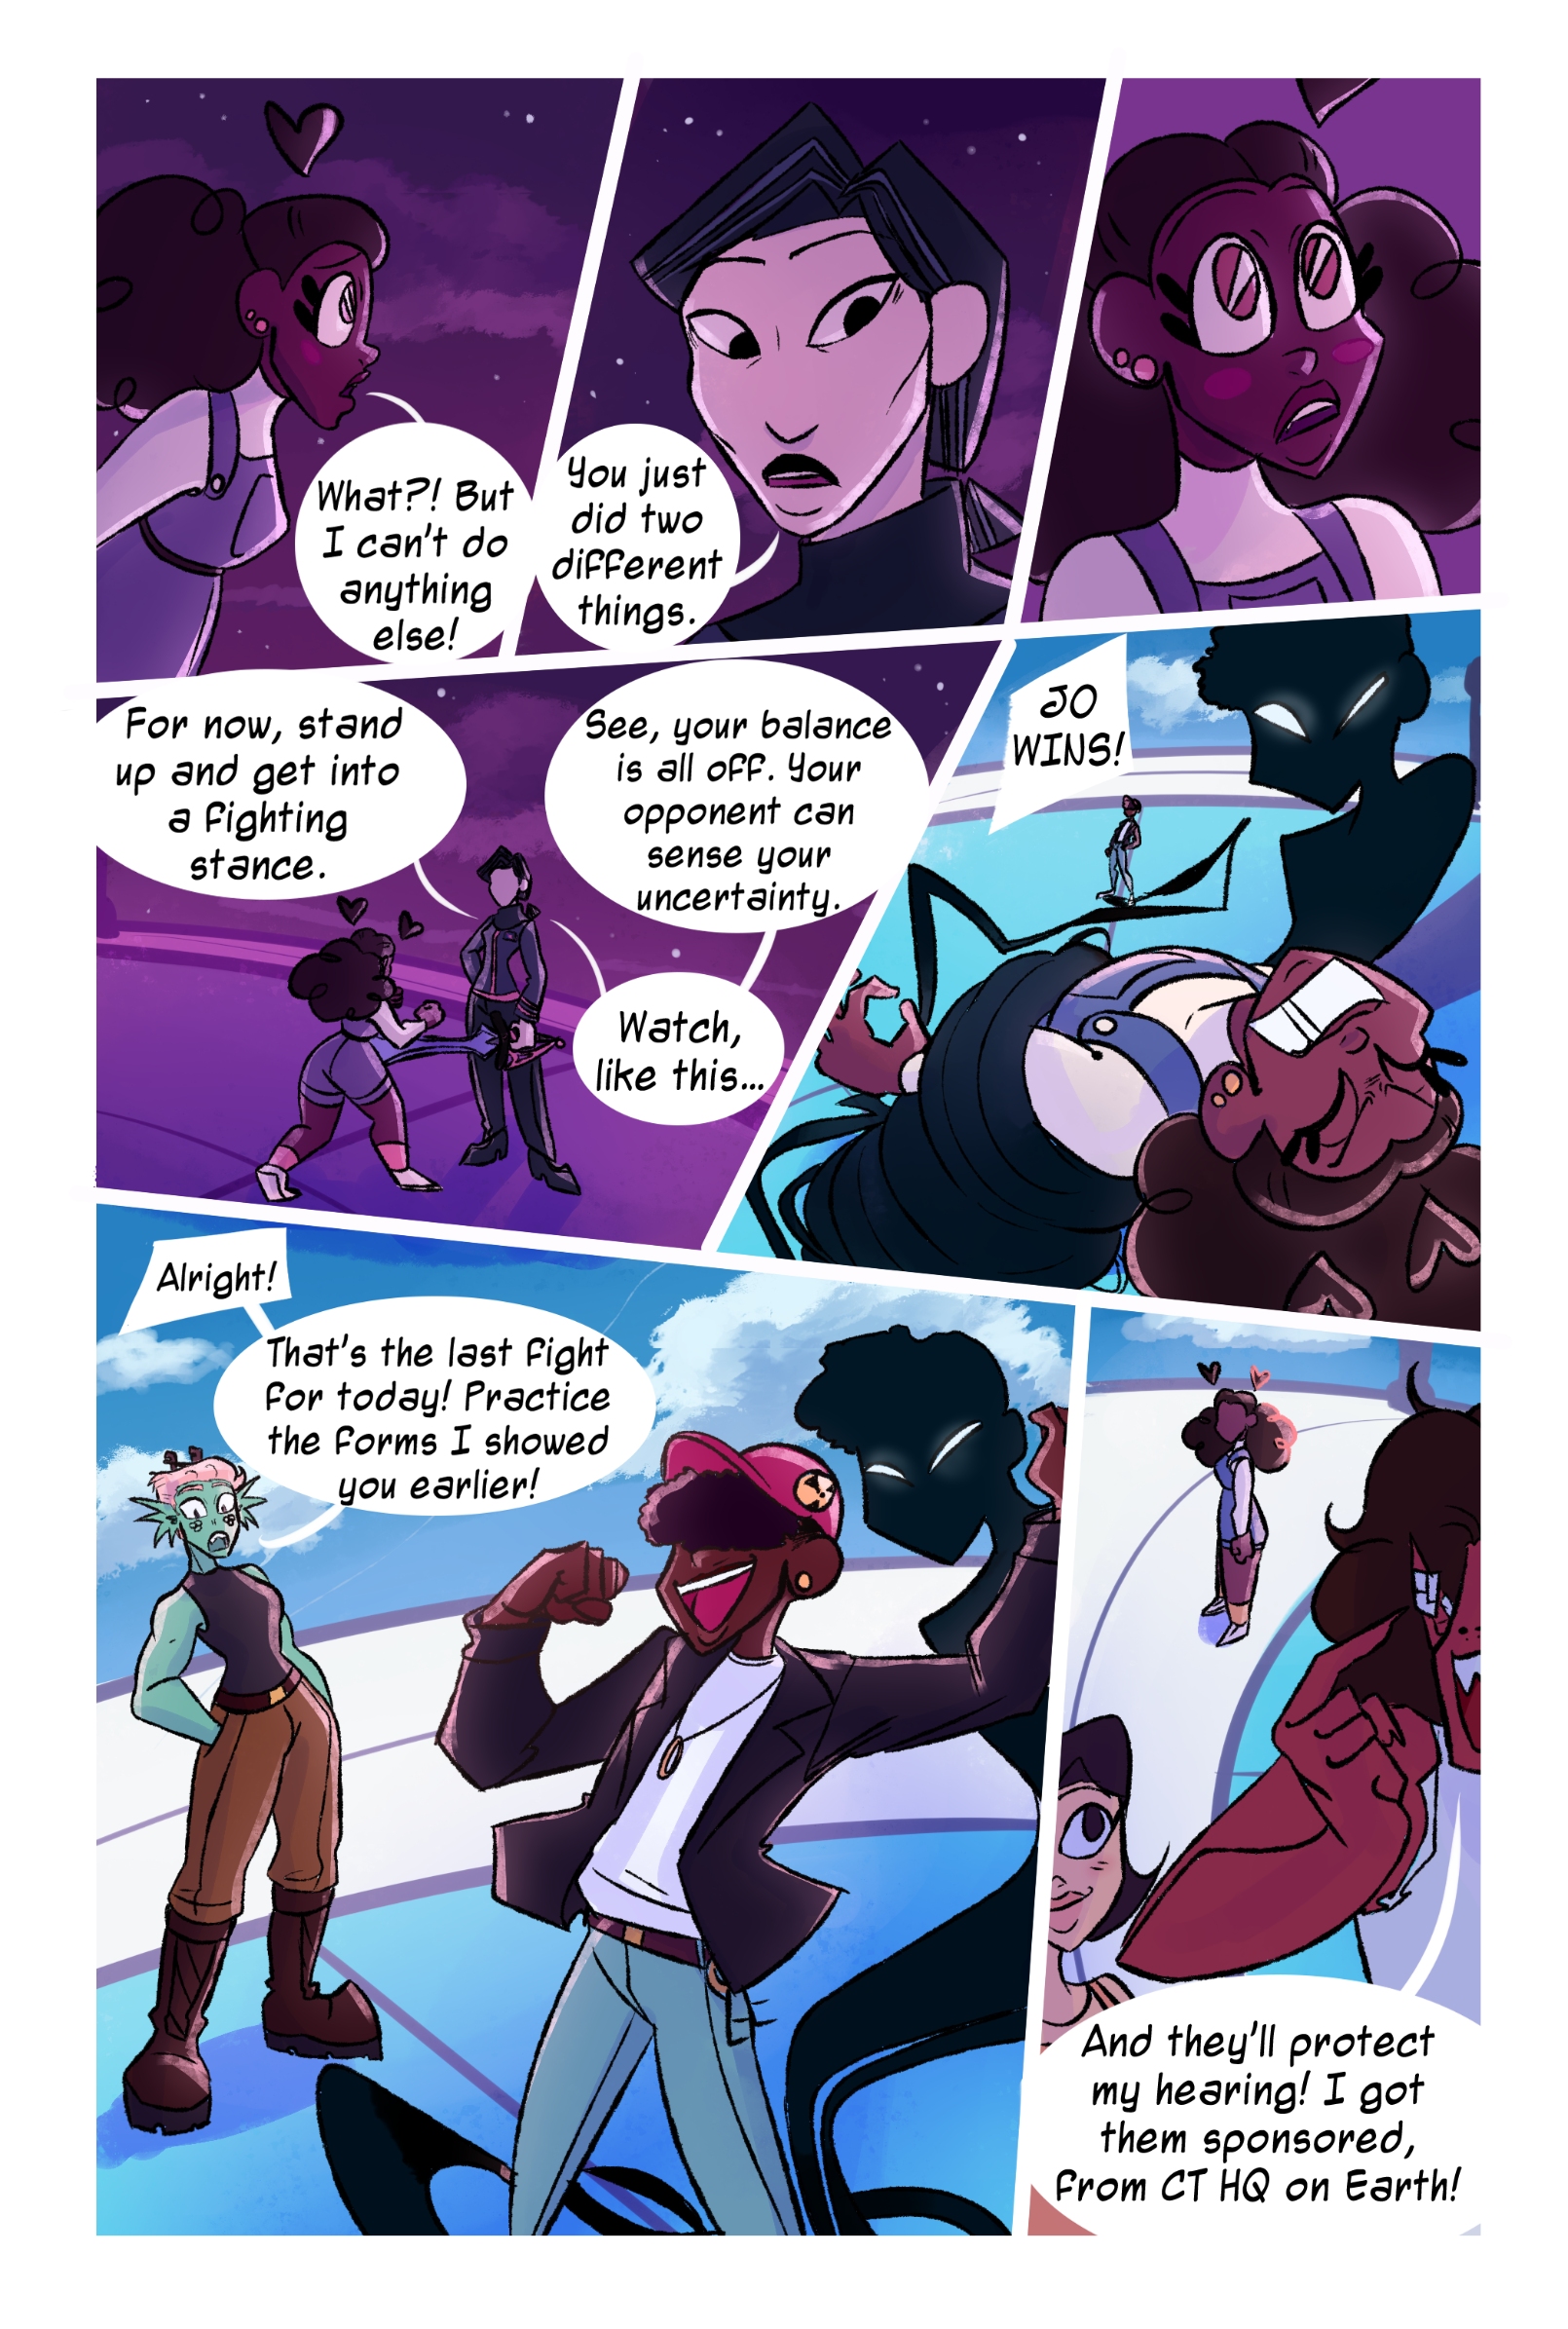 What?! But
I can't do
anything
else!
You just
did two
different
things.
For now, stand
up and get into
a fighting
stance.
See, your balance
is all off. Your
opponent can
sense your
uncertainty.
Watch,
like this...
JO
WINS!
Alright!
That's the last fight
for today! Practice
the forms I showed
you earlier!
And they'll protect
my hearing! I got
them sponsored,
from CT HQ on Earth!